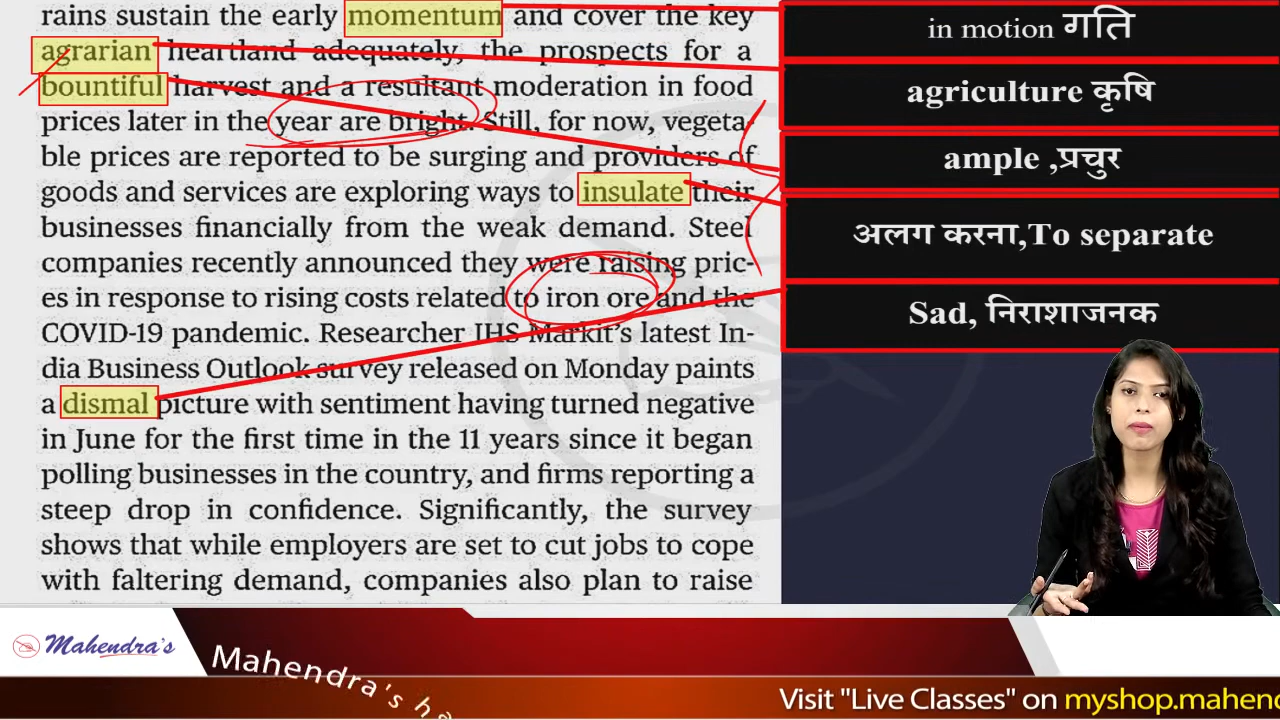 rains sustain the early momentum and cover the key
agrarian heartland adequately, the prospects for a
bountiful harvest and a resultant moderation in food
prices later in the year are bright. Still, for now, vegeta-
ble prices are reported to be surging and providers of
goods and services are exploring ways to insulate their
businesses financially from the weak demand. Steel
companies recently announced they were raising pric-
es in response to rising costs related to iron ore and the
COVID-19 pandemic. Researcher IHS Markit's latest In-
dia Business Outlook survey released on Monday paints
a dismal picture with sentiment having turned negative
in June for the first time in the 11 years since it began
polling businesses in the country, and firms reporting a
steep drop in confidence. Significantly, the survey
shows that while employers are set to cut jobs to cope
with faltering demand, companies also plan to raise
in motion गति
agriculture कृषि
ample ,प्रचुर
अलग करना,To separate
Sad, निराशाजनक
Mahendra's
Mahendra's ha
Visit "Live Classes" on myshop.mahend